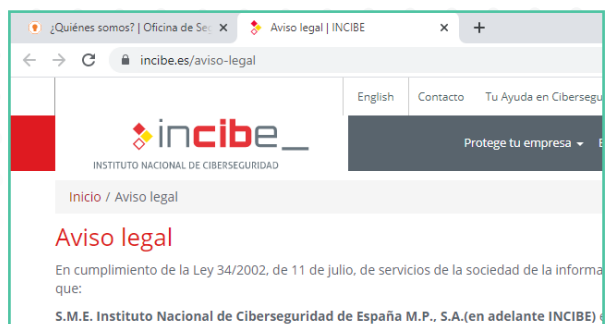 ¿Quiénes somos? | Oficina de Se
Aviso legal | INCIBE
incibe.es/aviso-legal
English Contacto Tu Ayuda en Cibersegu
incibe_
INSTITUTO NACIONAL DE CIBERSEGURIDAD
Protege tu empresa
Inicio / Aviso legal
Aviso legal
En cumplimiento de la Ley 34/2002, de 11 de julio, de servicios de la sociedad de la informa
que:
S.M.E. Instituto Nacional de Ciberseguridad de España M.P., S.A.(en adelante INCIBE)